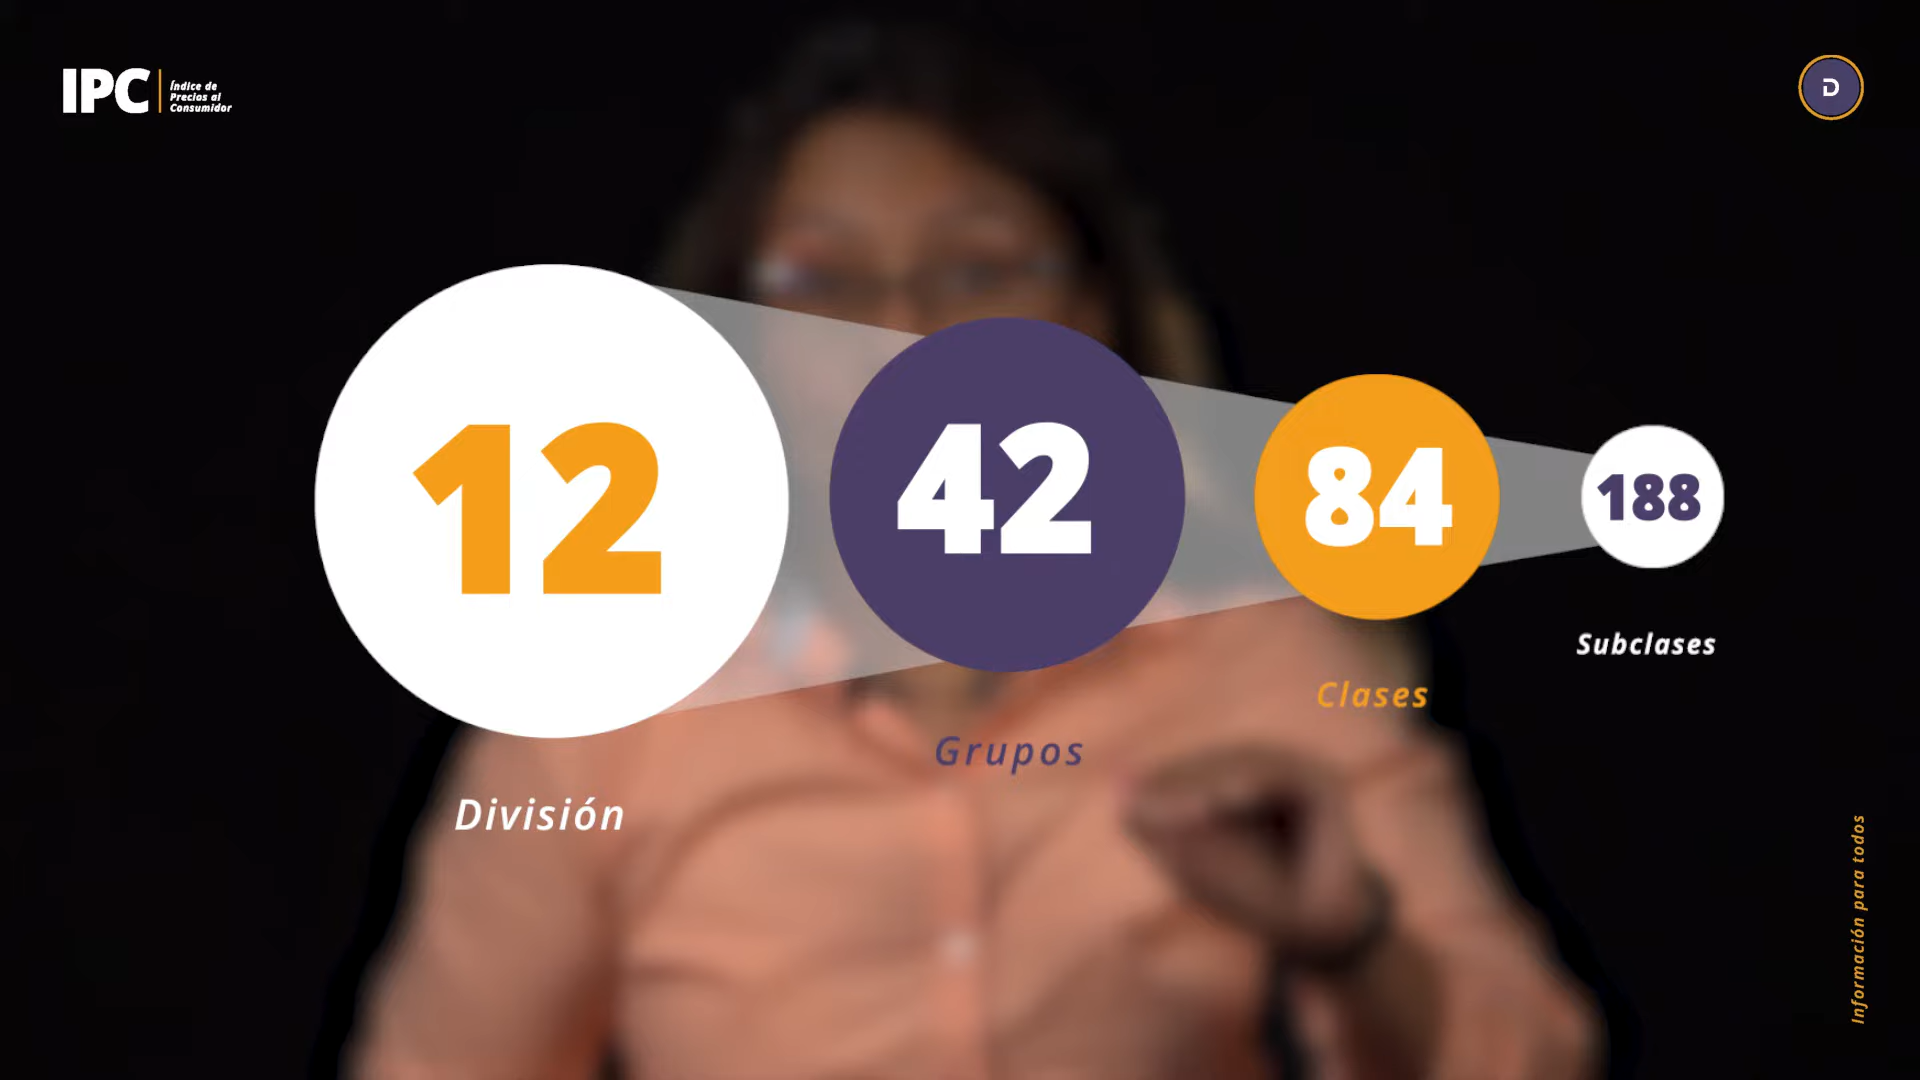 IPC
Índice de
Precios al
Consumidor
D
12
42
84
188
Subclases
Clases
Grupos
División
Información para todos